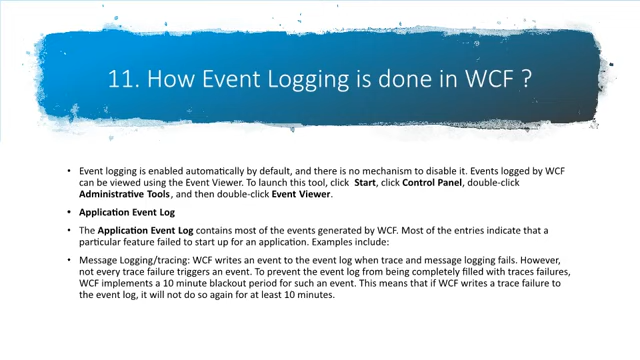 11. How Event Logging is done in WCF ?
• Event logging is enabled automatically by default, and there is no mechanism to disable it. Events logged by WCF
can be viewed using the Event Viewer. To launch this tool, click Start, click Control Panel, double-click
Administrative Tools, and then double-click Event Viewer.
• Application Event Log
• The Application Event Log contains most of the events generated by WCF. Most of the entries indicate that a
particular feature failed to start up for an application. Examples include:
• Message Logging/tracing: WCF writes an event to the event log when trace and message logging fails. However,
not every trace failure triggers an event. To prevent the event log from being completely filled with traces failures,
WCF implements a 10 minute blackout period for such an event. This means that if WCF writes a trace failure to
the event log, it will not do so again for at least 10 minutes.